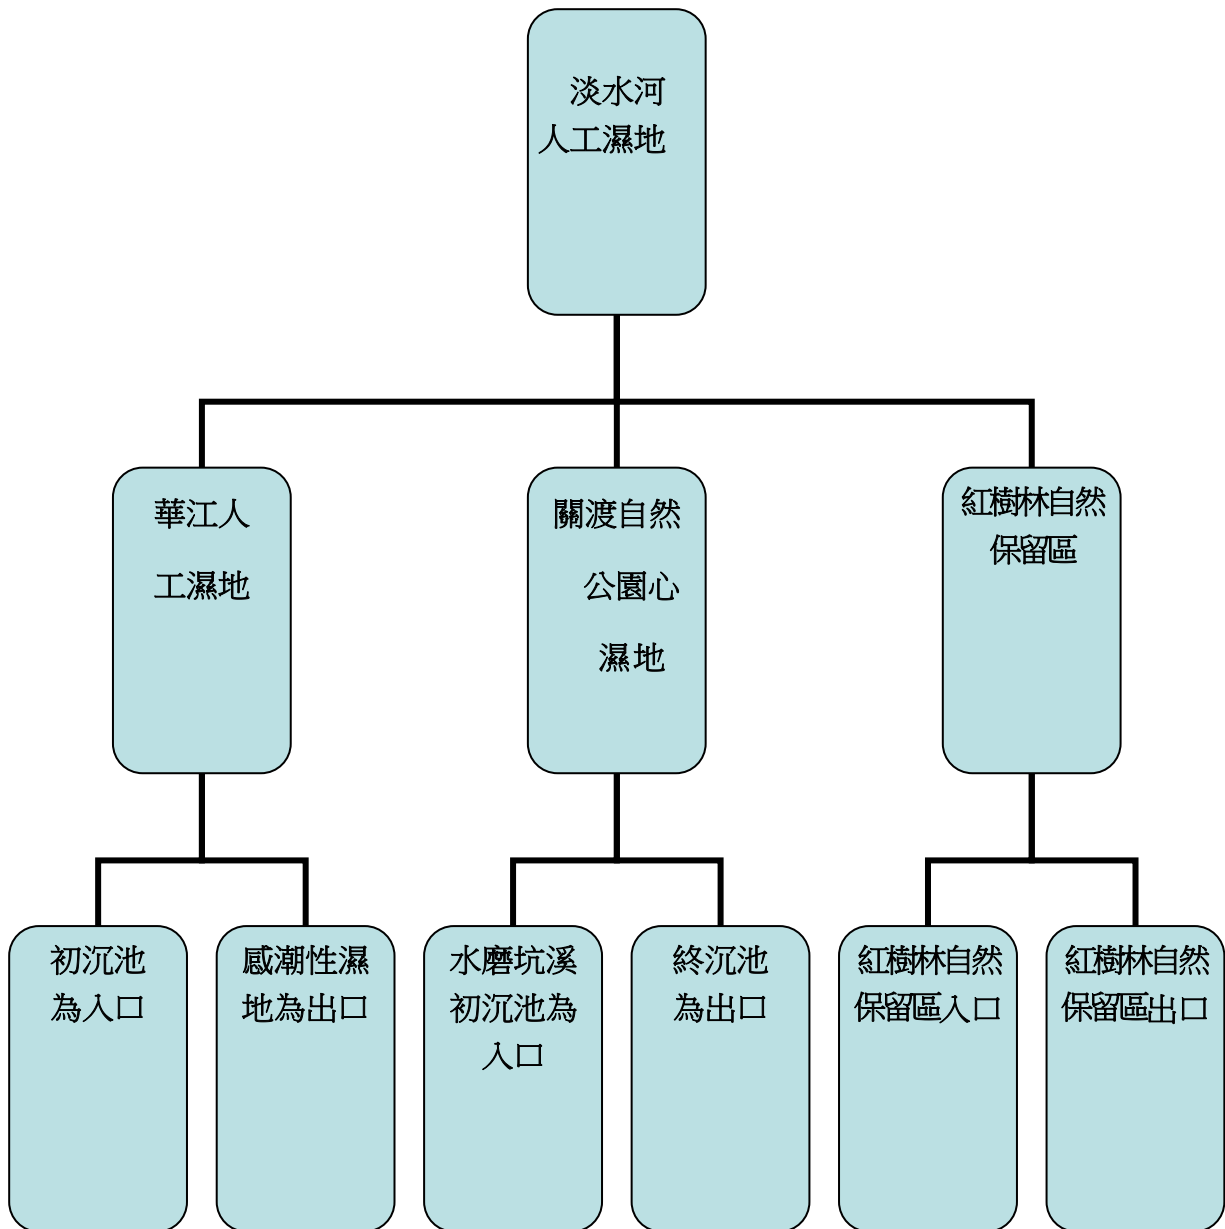 淡水河
人工濕地
華江人
工濕地
關渡自然
公園心
濕地
紅樹林自然
保留區
初沉池
為入口
感潮性濕
地為出口
水磨坑溪
初沉池為
入口
終沉池
為出口
紅樹林自然
保留區入口
紅樹林自然
保留區出口